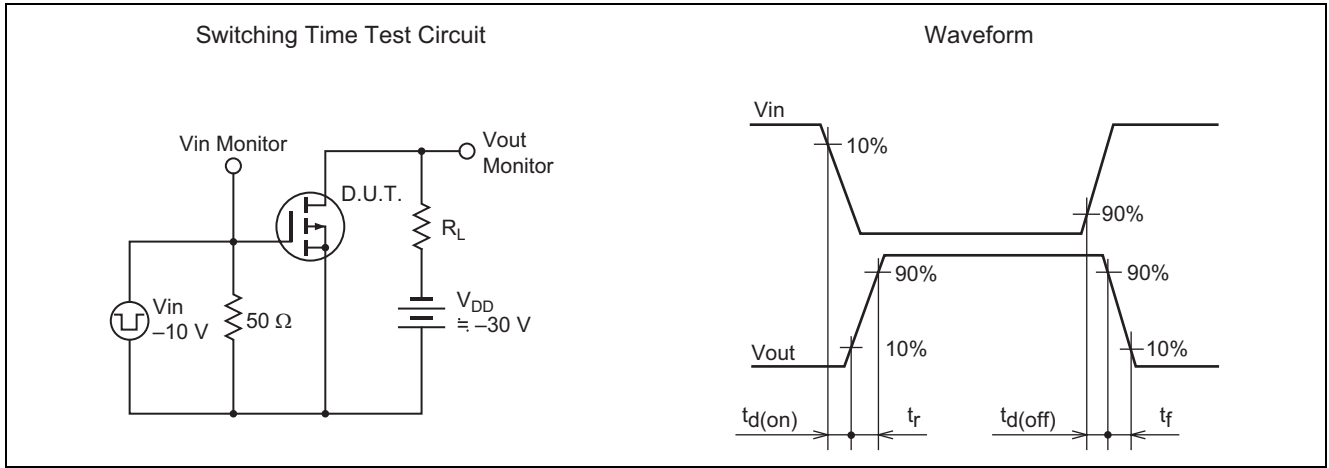 Switching Time Test Circuit
Vin Monitor
D.U.T.
Vout
Monitor
RL
Vin
–10 V
50 Ω
VDD
≒ –30 V
Waveform
Vin
10%
90%
90%
90%
Vout
10%
10%
td(on)
tr
td(off)
tf